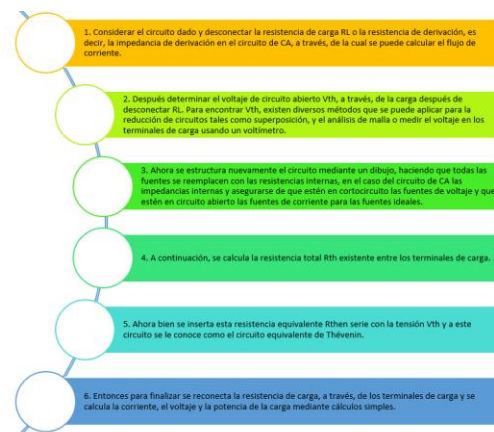 1. Considerar el circuito dado y desconectar la resistencia de carga RL o la resistencia de derivación, es
decir, la impedancia de derivación en el circuito de CA, a través, de la cual se puede calcular el flujo de
corriente.
2. Después determinar el voltaje de circuito abierto Vth, a través, de la carga después de
desconectar RL. Para encontrar Vth, existen diversos métodos que se puede aplicar para la
reducción de circuitos tales como superposición, y el análisis de malla o medir el voltaje en los
terminales de carga usando un voltímetro.
3. Ahora se estructura nuevamente el circuito mediante un dibujo, haciendo que todas las
fuentes se reemplacen con las resistencias internas, en el caso del circuito de CA las
impedancias internas y asegurarse de que estén en cortocircuito las fuentes de voltaje y que
estén en circuito abierto las fuentes de corriente para las fuentes ideales.
4. A continuación, se calcula la resistencia total Rth existente entre los terminales de carga.
5. Ahora bien se inserta esta resistencia equivalente Rthen serie con la tensión Vth y a este
circuito se le conoce como el circuito equivalente de Thévenin.
6. Entonces para finalizar se reconecta la resistencia de carga, a través, de los terminales de carga y se
calcula la corriente, el voltaje y la potencia de la carga mediante cálculos simples.